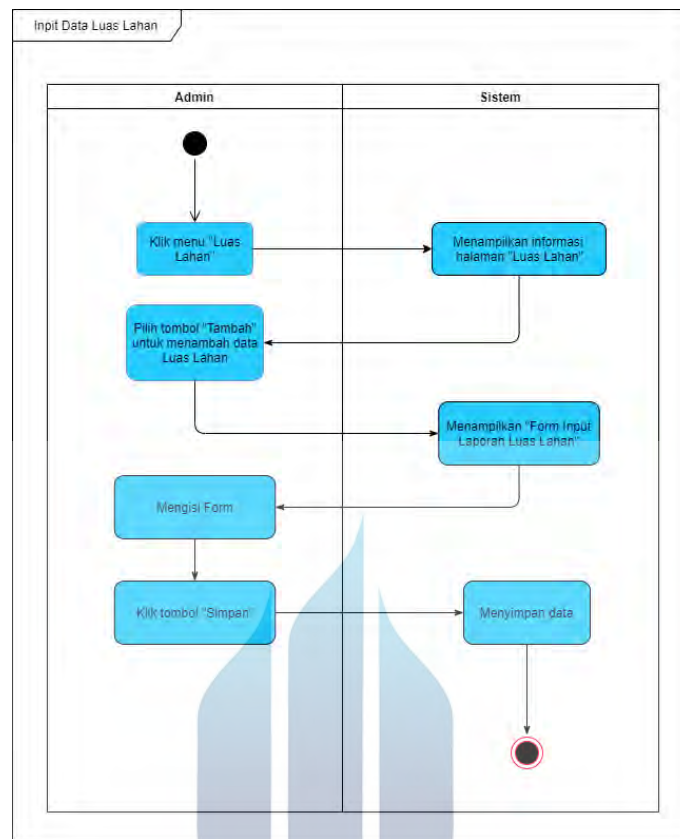 Inpit Data Luas Lahan
Admin
Sistem
Klik menu "Luas
Lahan"
Menampilkan informasi
halaman "Luas Lahan"
Pilih tombol "Tambah"
untuk menambah data
Luas Lahan
Menampilkan "Form Input
Laporan Luas Lahan"
Mengisi Form
Klik tombol "Simpan"
Menyimpan data